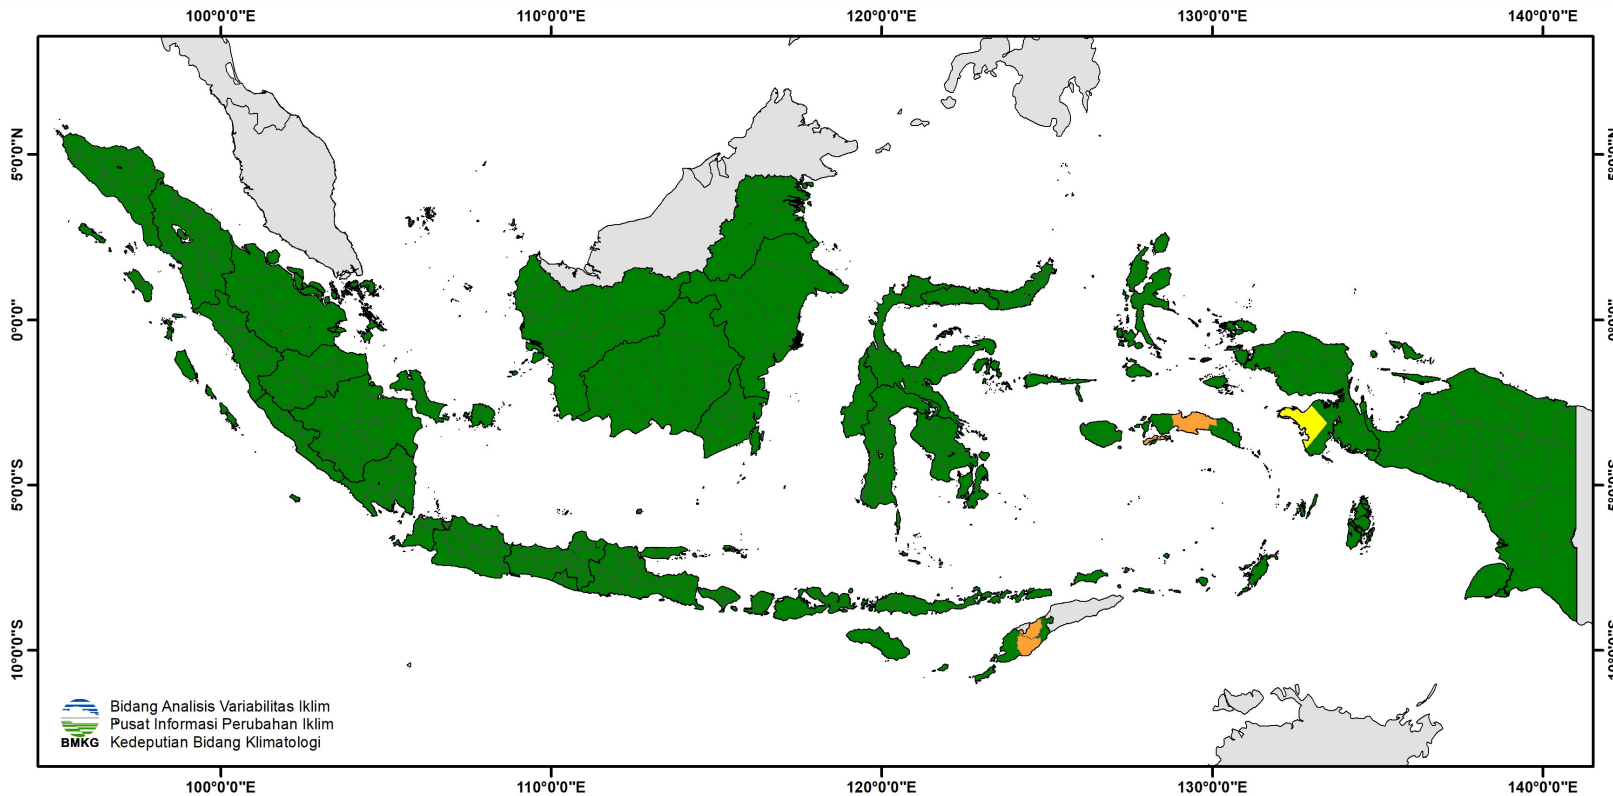 100°0'0"E 110°0'0"E 120°0'0"E 130°0'0"E 140°0'0"E
5°0'0"N
0°0'0"
5°0'0"S
10°0'0"S
Bidang Analisis Variabilitas Iklim
Pusat Informasi Perubahan Iklim
BMKG Kedeputian Bidang Klimatologi
100°0'0"E 110°0'0"E 120°0'0"E 130°0'0"E 140°0'0"E